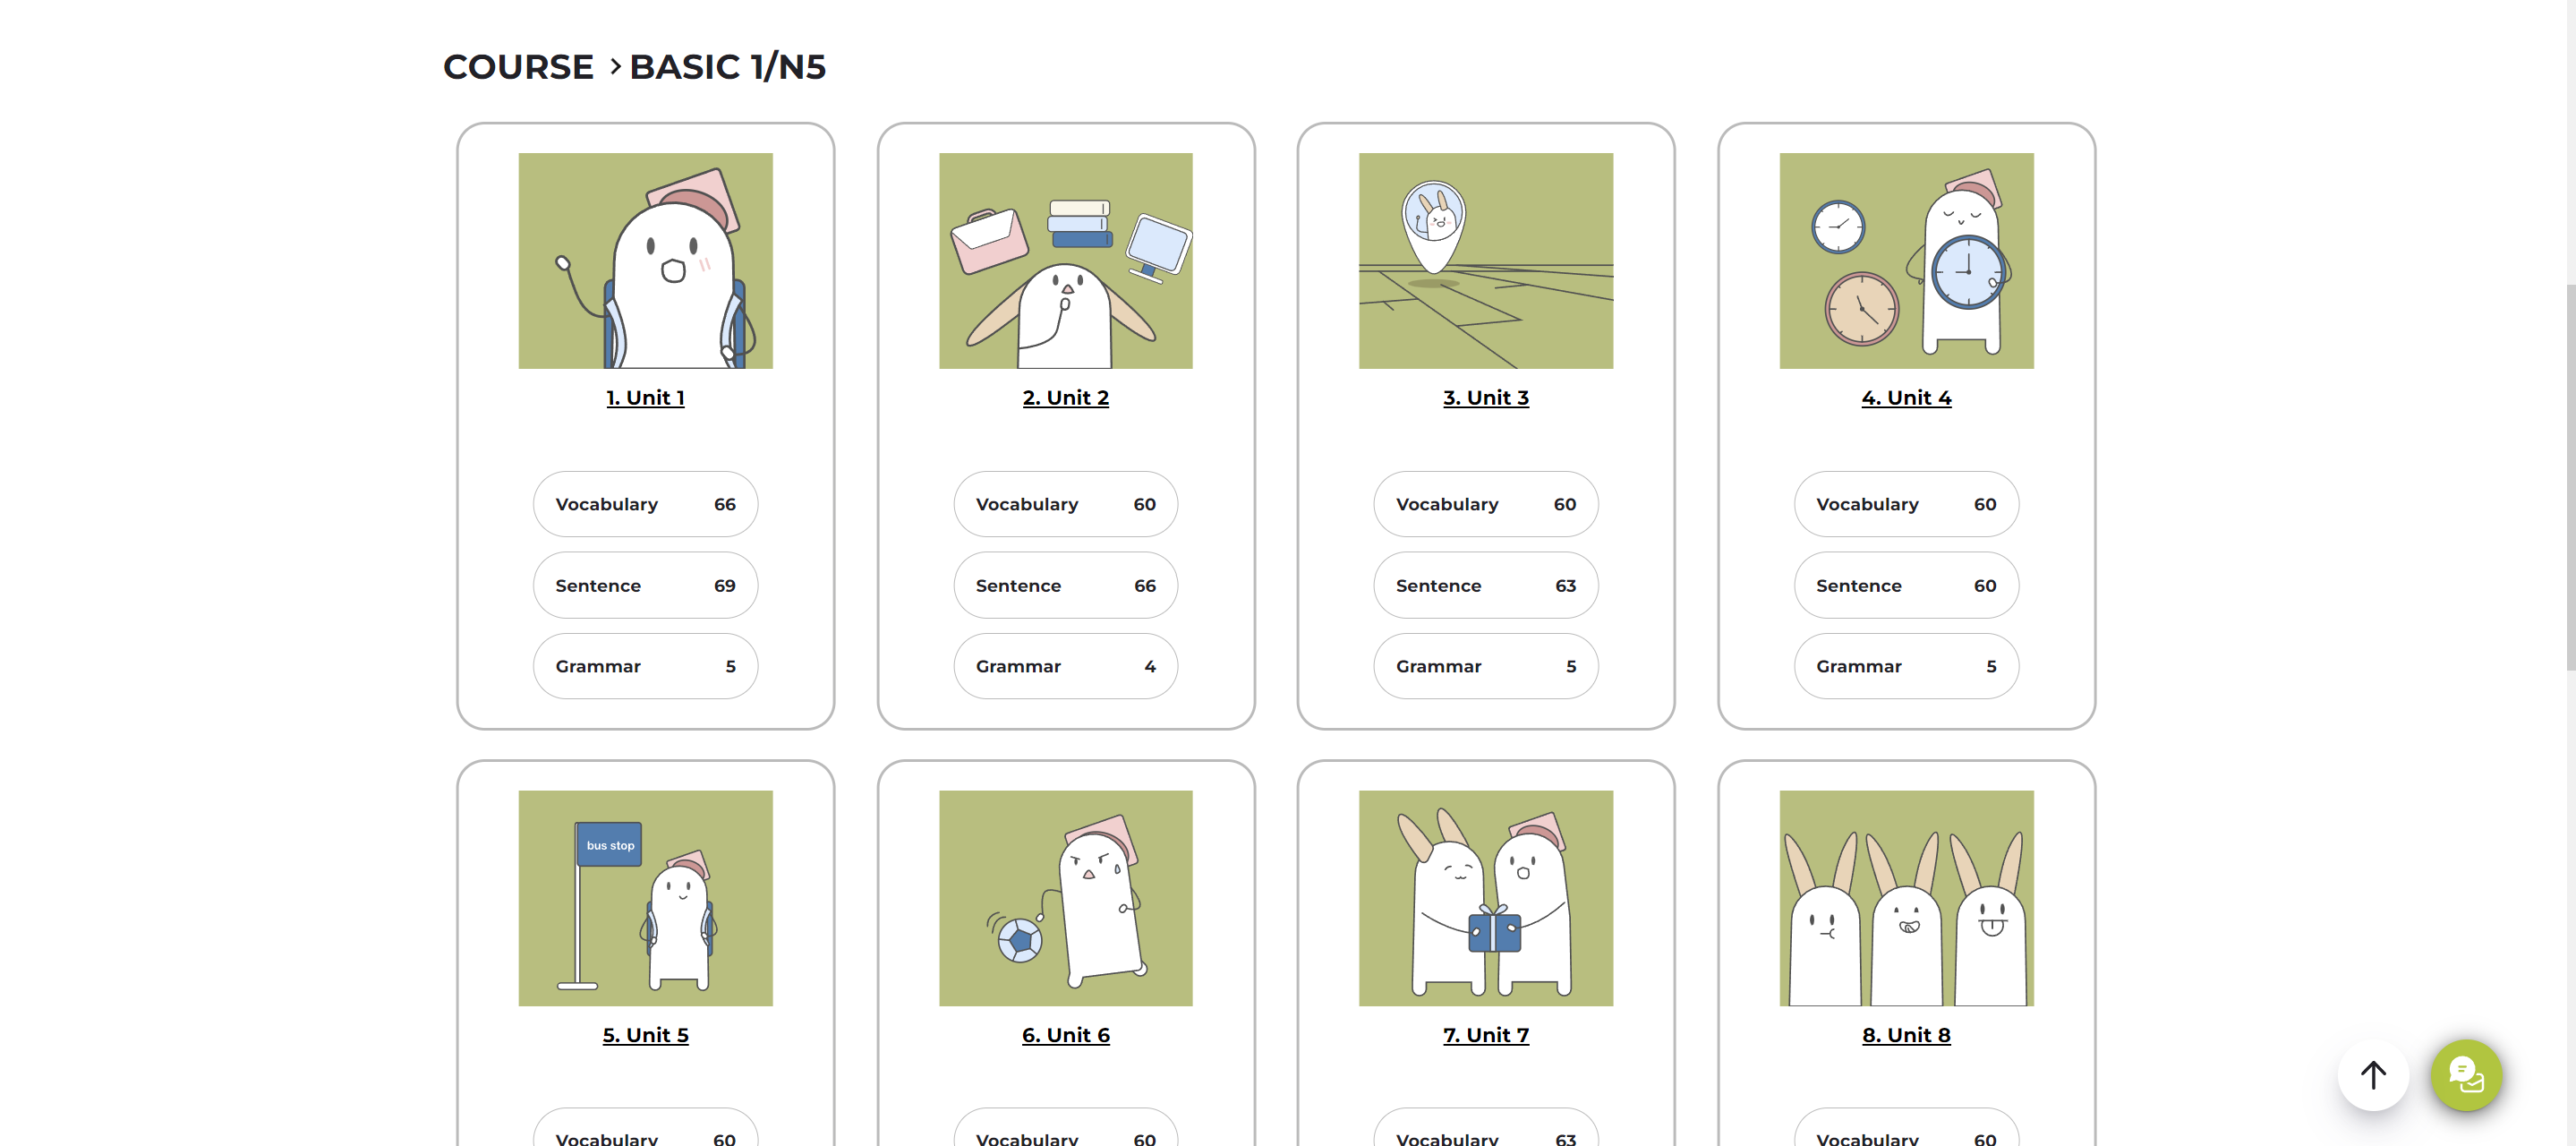 COURSE > BASIC 1/N5
1. Unit 1
Vocabulary 66
Sentence 69
Grammar 5
2. Unit 2
Vocabulary 60
Sentence 66
Grammar 4
3. Unit 3
Vocabulary 60
Sentence 63
Grammar 5
4. Unit 4
Vocabulary 60
Sentence 60
Grammar 5
bus stop
5. Unit 5
Vocabulary 60
6. Unit 6
Vocabulary 60
7. Unit 7
Vocabulary 63
8. Unit 8
Vocabulary 60